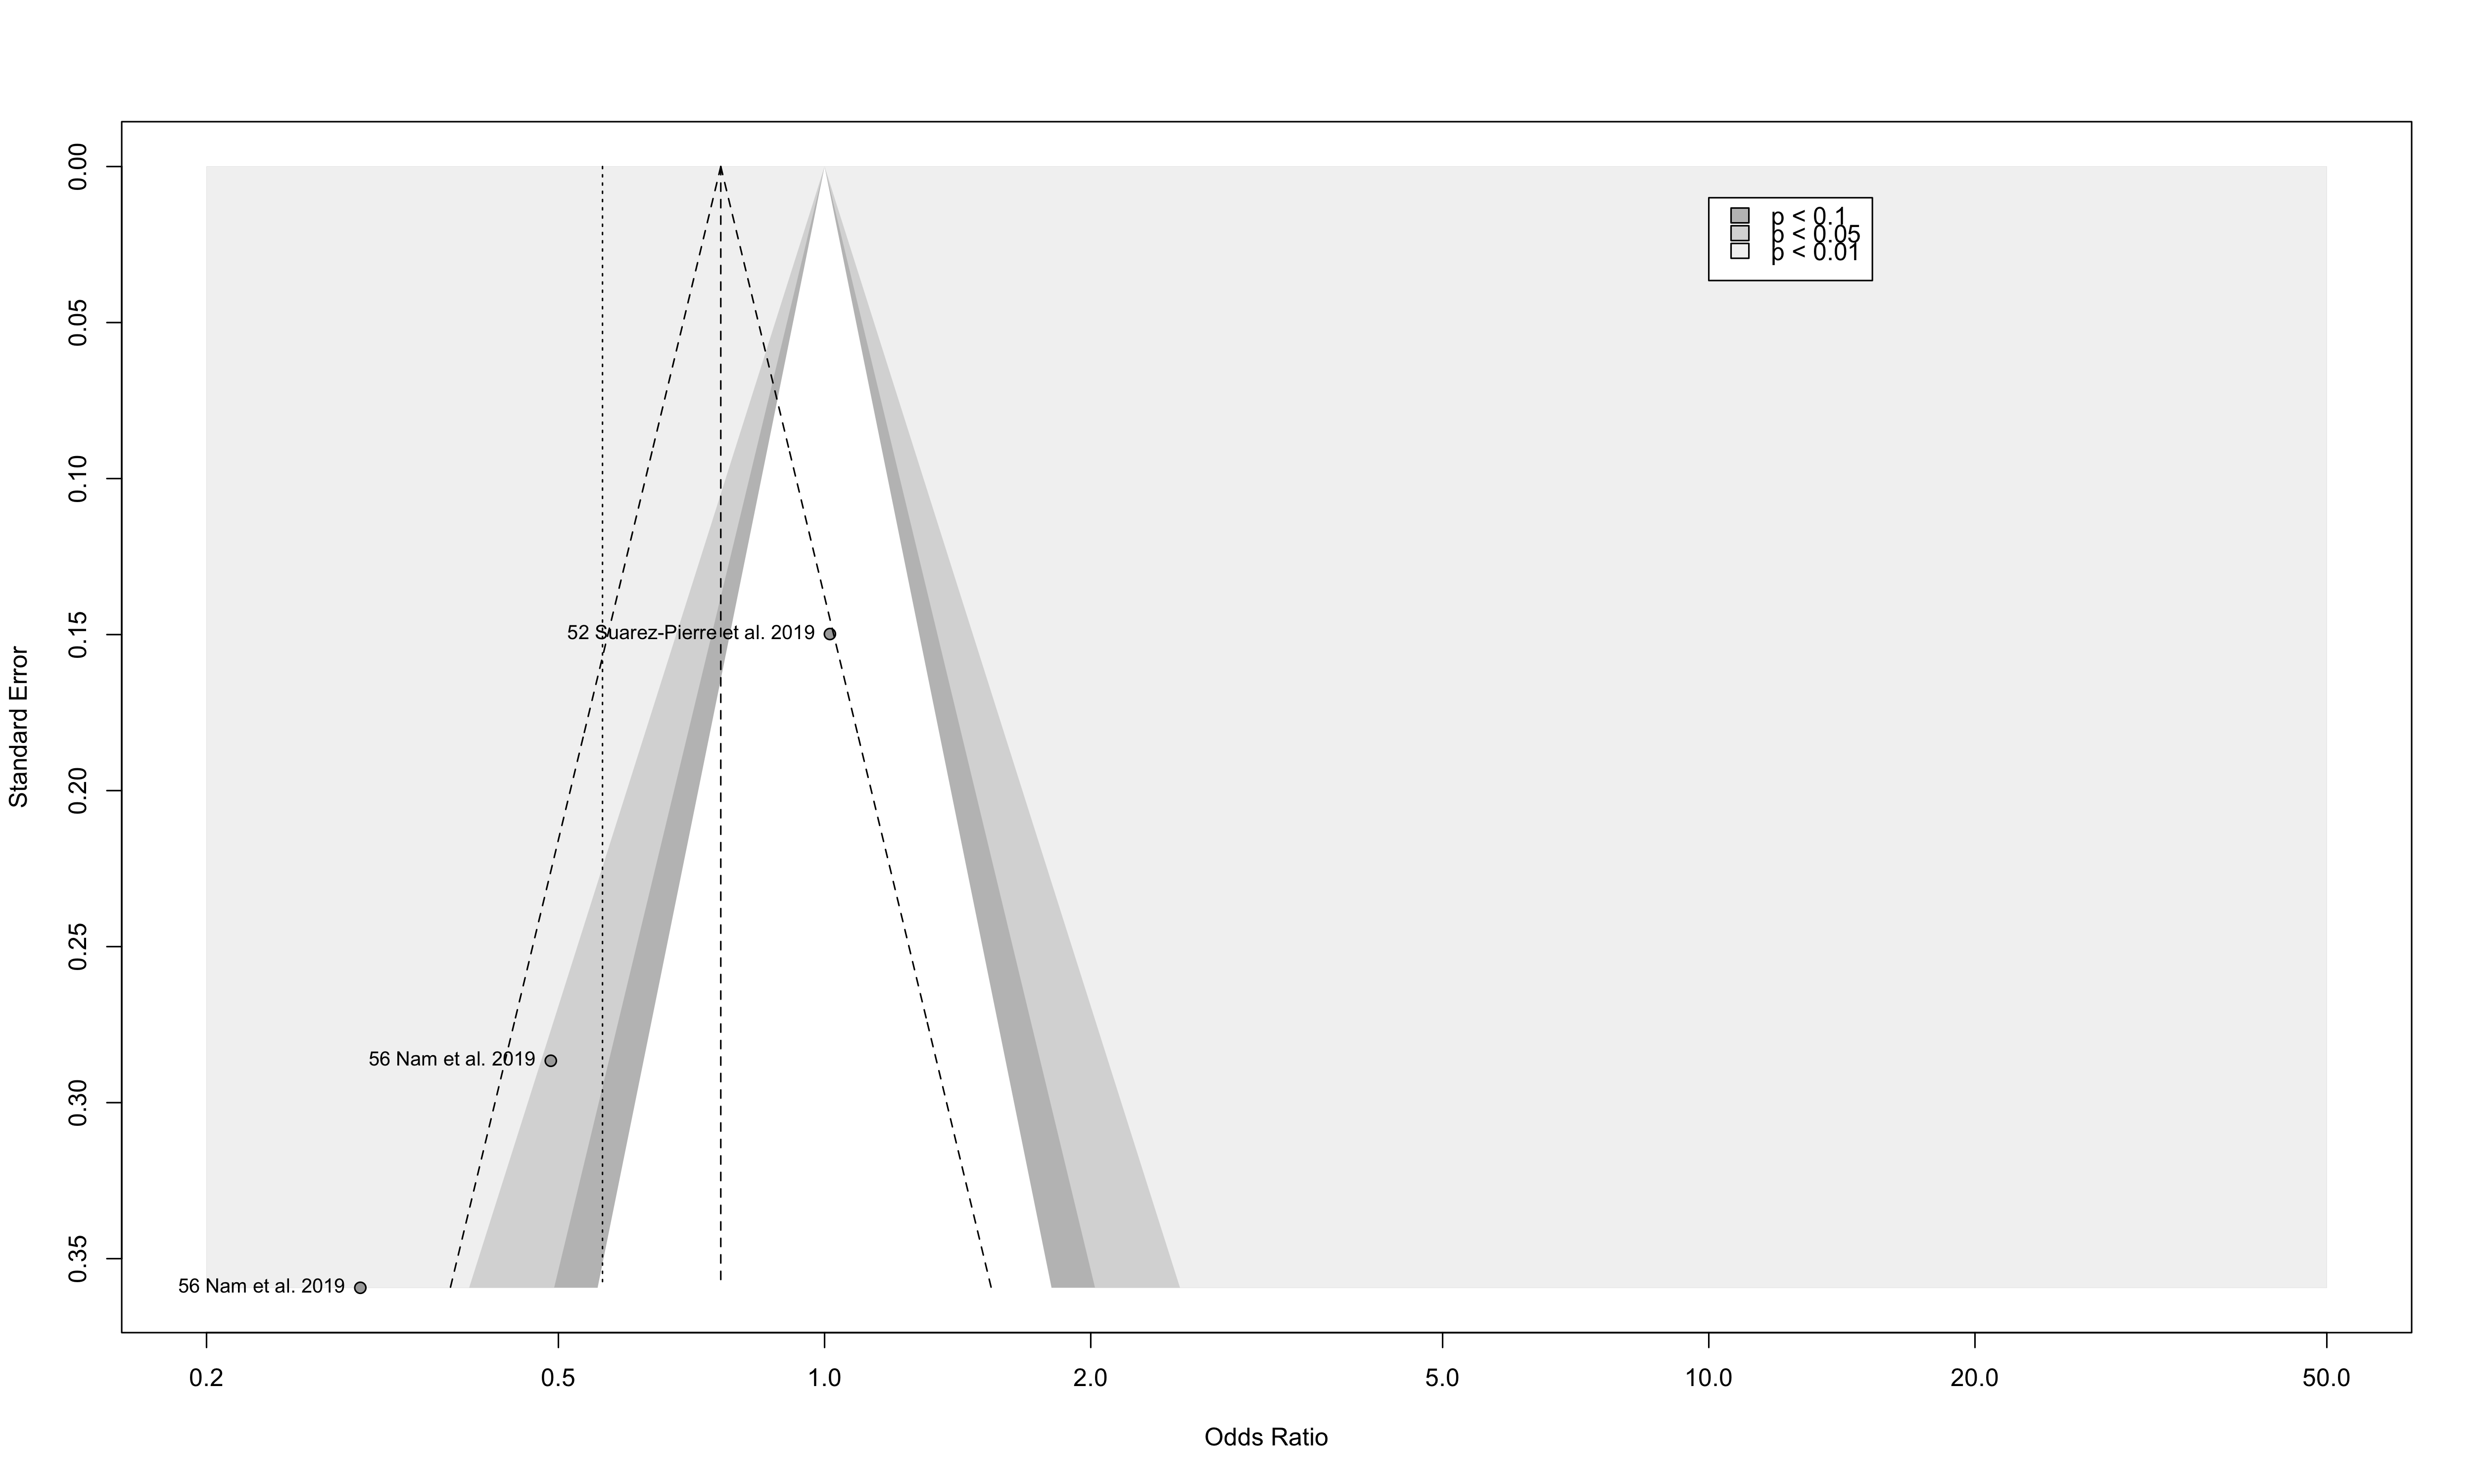 0.00
0.05
0.10
0.15
0.20
0.25
0.30
0.35
Standard Error
p < 0.1
p < 0.05
p < 0.01
52 Suarez-Pierre et al. 2019
56 Nam et al. 2019
56 Nam et al. 2019
0.2 0.5 1.0 2.0 5.0 10.0 20.0 50.0
Odds Ratio